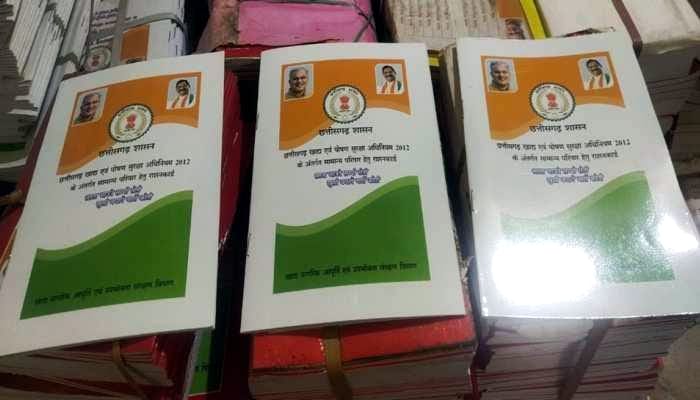 छत्तीसगढ़ शासन
छत्तीसगढ़ खाद्य एवं पोषण सुरक्षा अधिनियम 2012
के अंतर्गत सामान्य परिवार हेतु राशनकार्ड
खाद्य नागरिक आपूर्ति एवं उपभोक्ता संरक्षण विभाग
छत्तीसगढ़ शासन
छत्तीसगढ़ खाद्य एवं पोषण सुरक्षा अधिनियम 2012
के अंतर्गत सामान्य परिवार हेतु राशनकार्ड
खाद्य नागरिक आपूर्ति एवं उपभोक्ता संरक्षण विभाग
छत्तीसगढ़ शासन
छत्तीसगढ़ खाद्य एवं पोषण सुरक्षा अधिनियम 2012
के अंतर्गत सामान्य परिवार हेतु राशनकार्ड